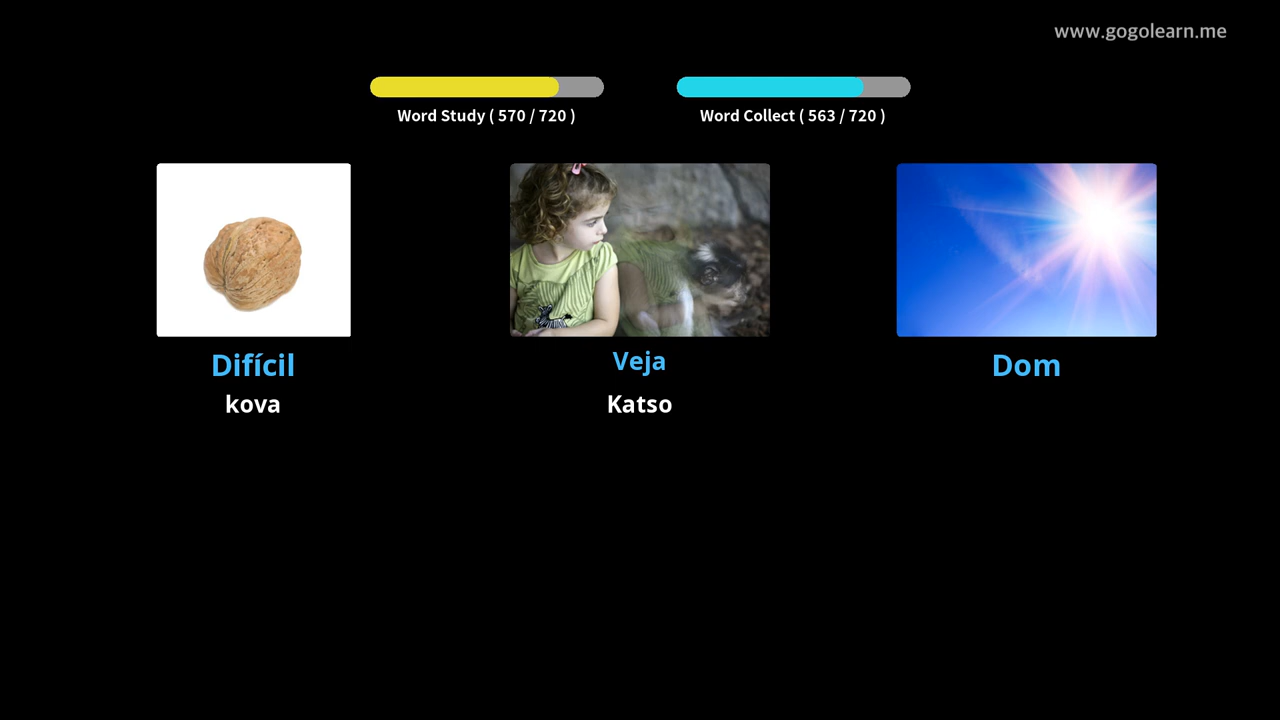 www.gogolearn.me
Word Study ( 570 / 720 )
Word Collect ( 563 / 720 )
Difícil
kova
Veja
Katso
Dom